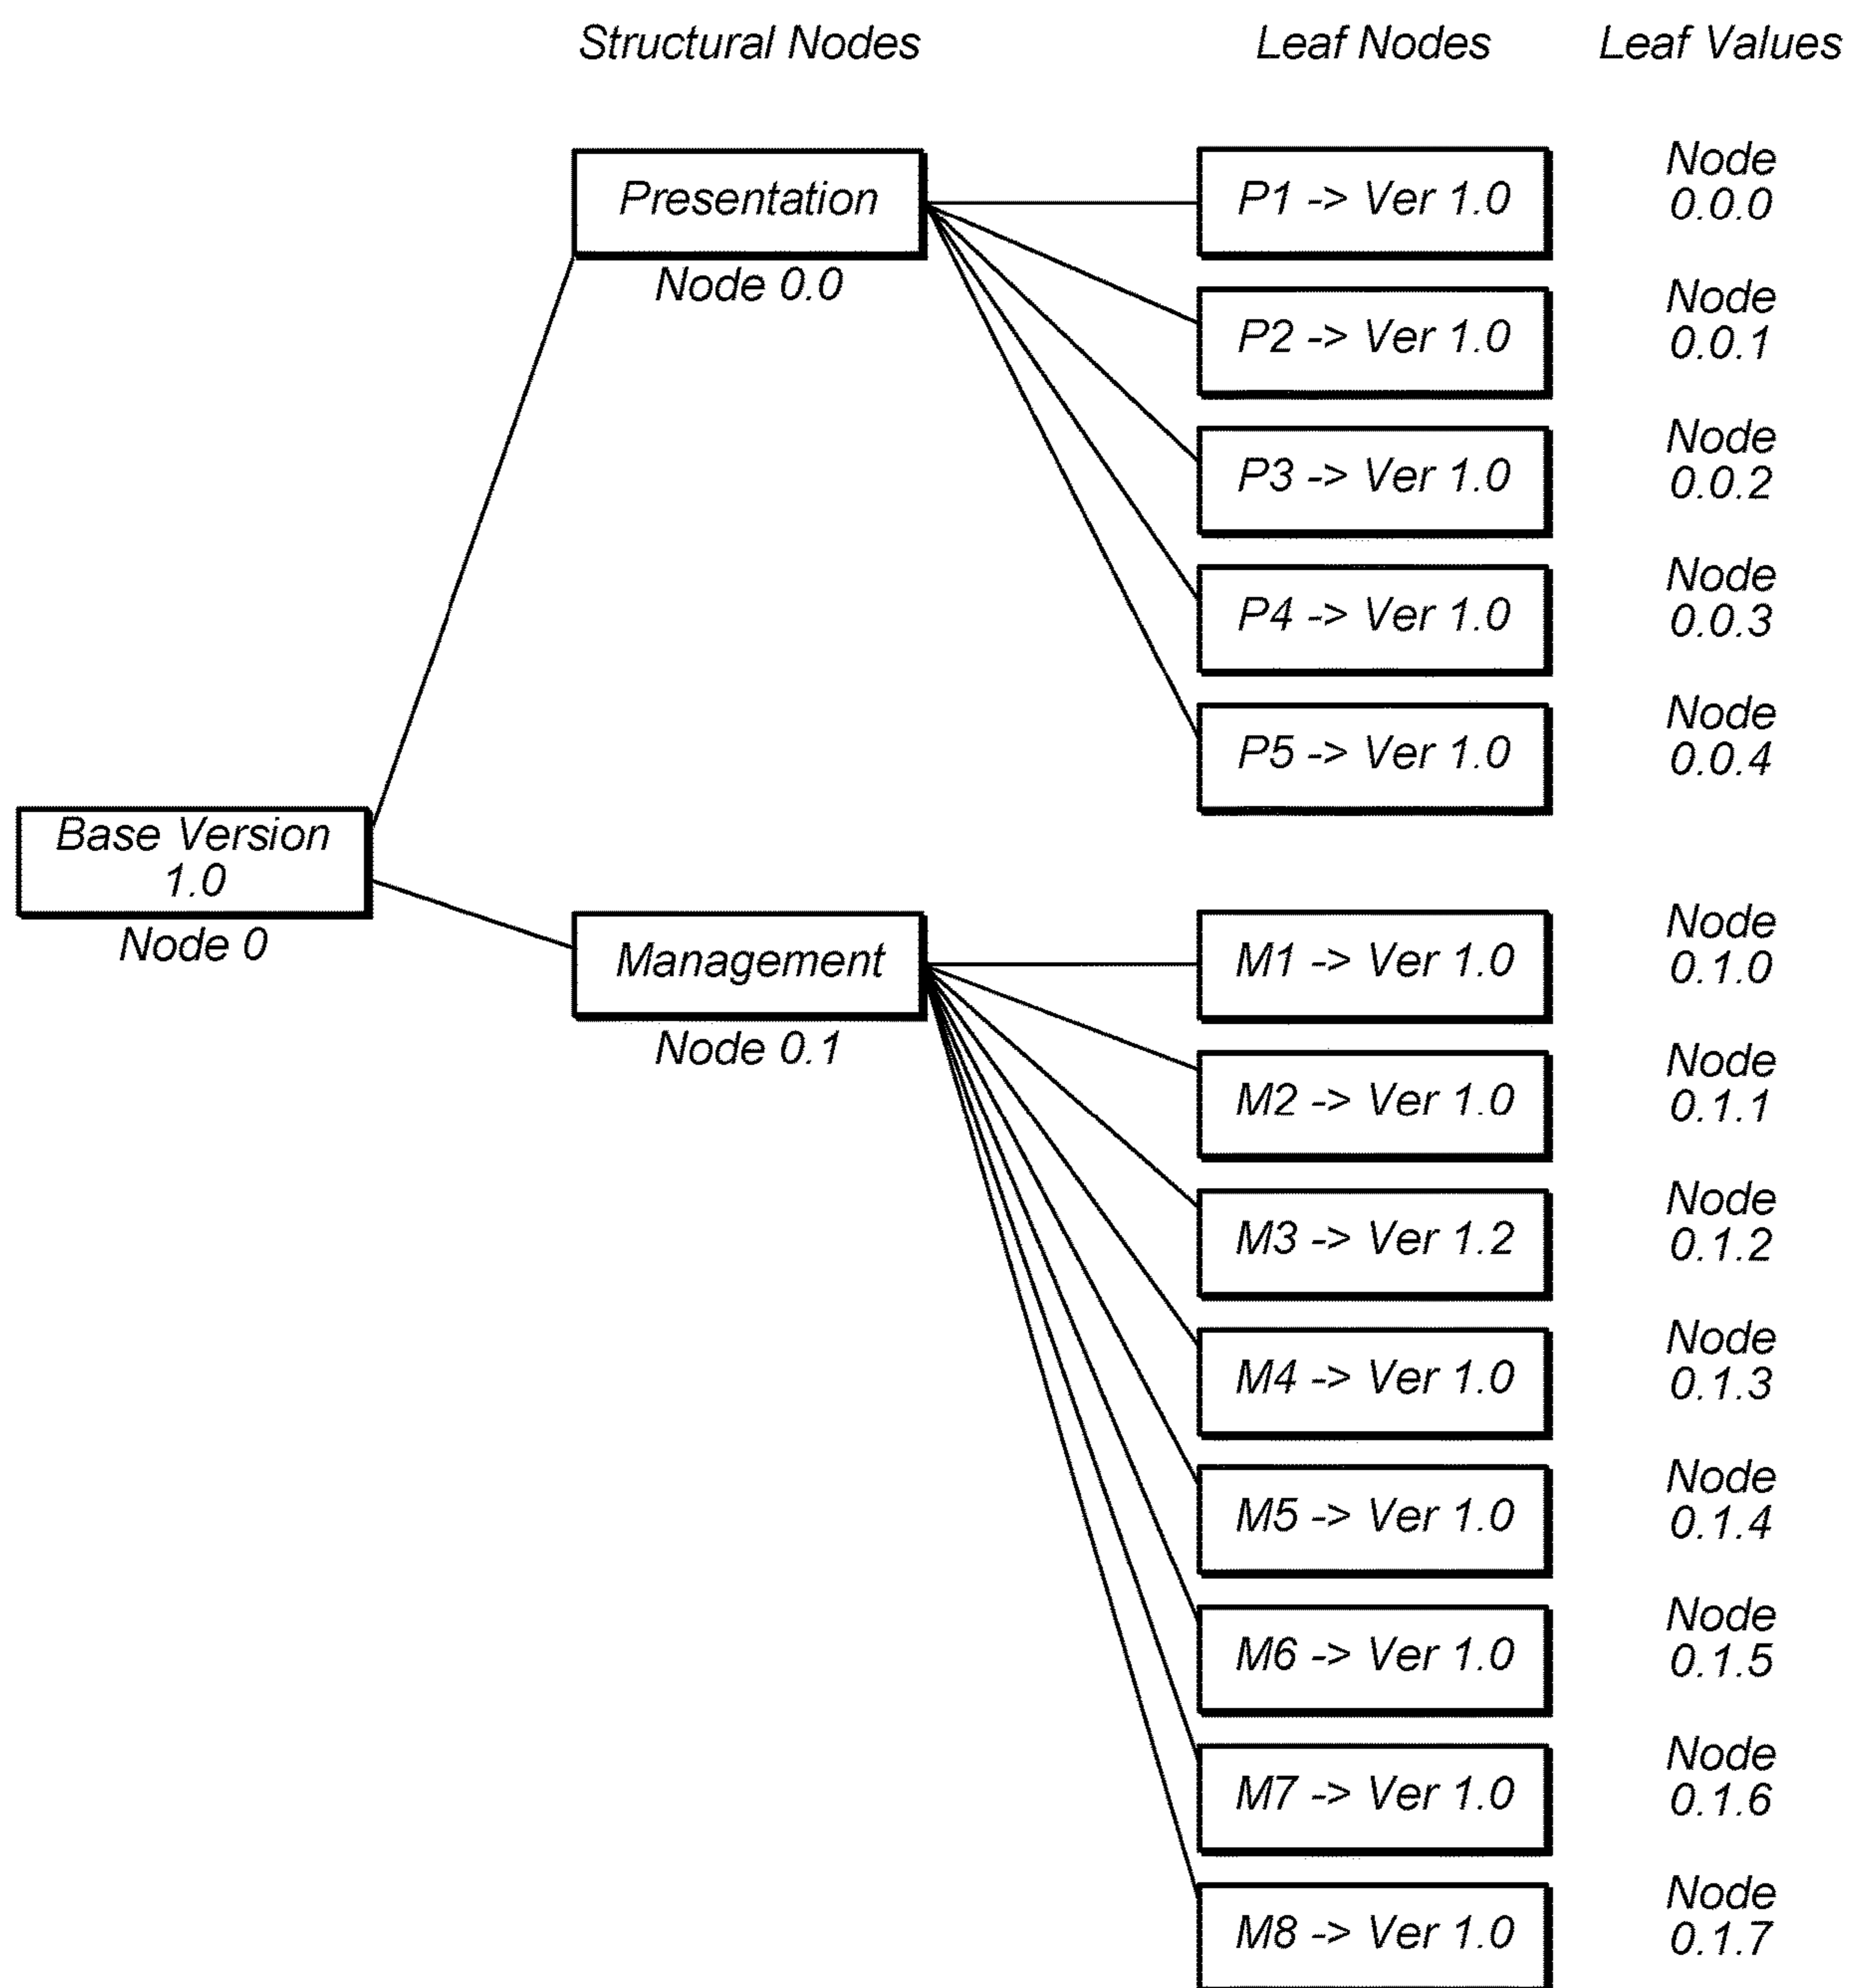 Structural Nodes
Leaf Nodes
Leaf Values
Presentation
Node 0.0
P1 -> Ver 1.0
Node
0.0.0
P2 -> Ver 1.0
Node
0.0.1
P3 -> Ver 1.0
Node
0.0.2
P4 -> Ver 1.0
Node
0.0.3
P5 -> Ver 1.0
Node
0.0.4
Base Version
1.0
Node 0
Management
Node 0.1
M1 -> Ver 1.0
Node
0.1.0
M2 -> Ver 1.0
Node
0.1.1
M3 -> Ver 1.2
Node
0.1.2
M4 -> Ver 1.0
Node
0.1.3
M5 -> Ver 1.0
Node
0.1.4
M6 -> Ver 1.0
Node
0.1.5
M7 -> Ver 1.0
Node
0.1.6
M8 -> Ver 1.0
Node
0.1.7